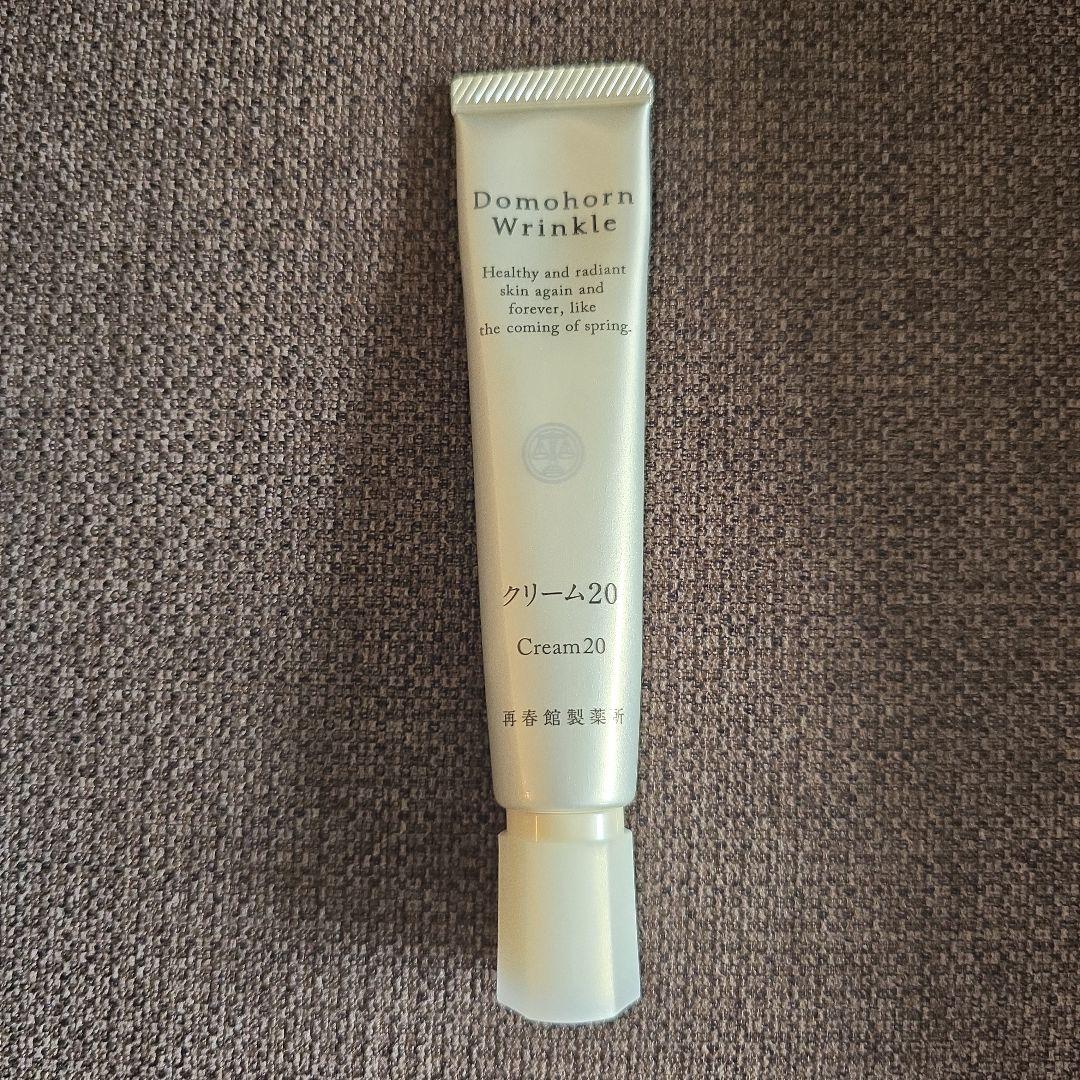 Domohorn
Wrinkle
Healthy and radiant
skin again and
forever, like
the coming of spring.
クリーム20
Cream20
再春館製薬所